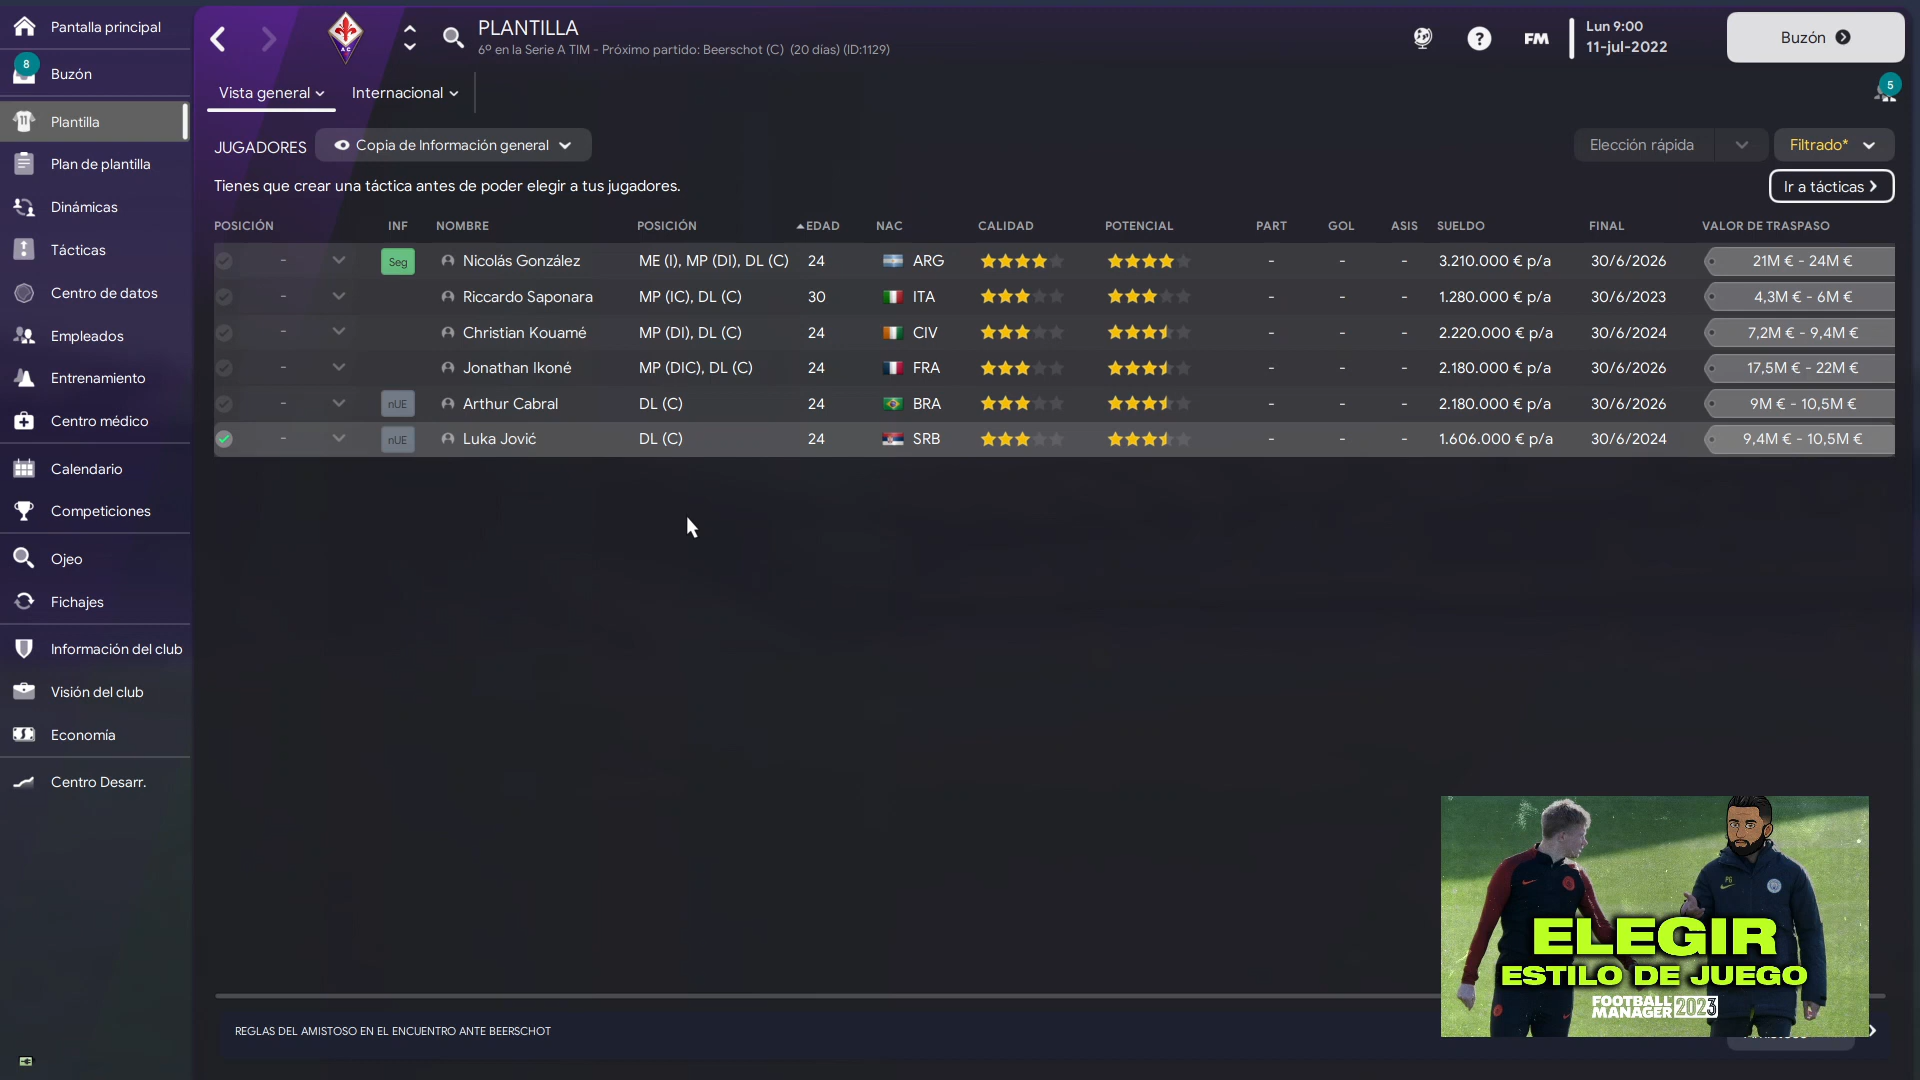 Pantalla principal
8
Buzón
Plantilla
Plan de plantilla
Dinámicas
Tácticas
Centro de datos
Empleados
Entrenamiento
Centro médico
Calendario
Competiciones
Ojeo
Fichajes
Información del club
Visión del club
Economía
Centro Desarr.
PLANTILLA
6º en la Serie A TIM - Próximo partido: Beerschot (C) (20 días) (ID:1129)
FM
Lun 9:00
11-jul-2022
Buzón
Vista general
Internacional
5
JUGADORES
Copia de Información general
Elección rápida
Filtrado*
Tienes que crear una táctica antes de poder elegir a tus jugadores.
Ir a tácticas
POSICIÓN INF NOMBRE POSICIÓN EDAD NAC CALIDAD POTENCIAL PART GOL ASIS SUELDO FINAL VALOR DE TRASPASO
- Seg Nicolás González ME (I), MP (DI), DL (C) 24 ARG - - - 3.210.000 € p/a 30/6/2026 21M € - 24M €
- Riccardo Saponara MP (IC), DL (C) 30 ITA - - - 1.280.000 € p/a 30/6/2023 4,3M € - 6M €
- Christian Kouamé MP (DI), DL (C) 24 CIV - - - 2.220.000 € p/a 30/6/2024 7,2M € - 9,4M €
- Jonathan Ikoné MP (DIC), DL (C) 24 FRA - - - 2.180.000 € p/a 30/6/2026 17,5M € - 22M €
- nUE Arthur Cabral DL (C) 24 BRA - - - 2.180.000 € p/a 30/6/2026 9M € - 10,5M €
- nUE Luka Jović DL (C) 24 SRB - - - 1.606.000 € p/a 30/6/2024 9,4M € - 10,5M €
PG
ELEGIR
ESTILO DE JUEGO
FOOTBALL
MANAGER 2023
REGLAS DEL AMISTOSO EN EL ENCUENTRO ANTE BEERSCHOT